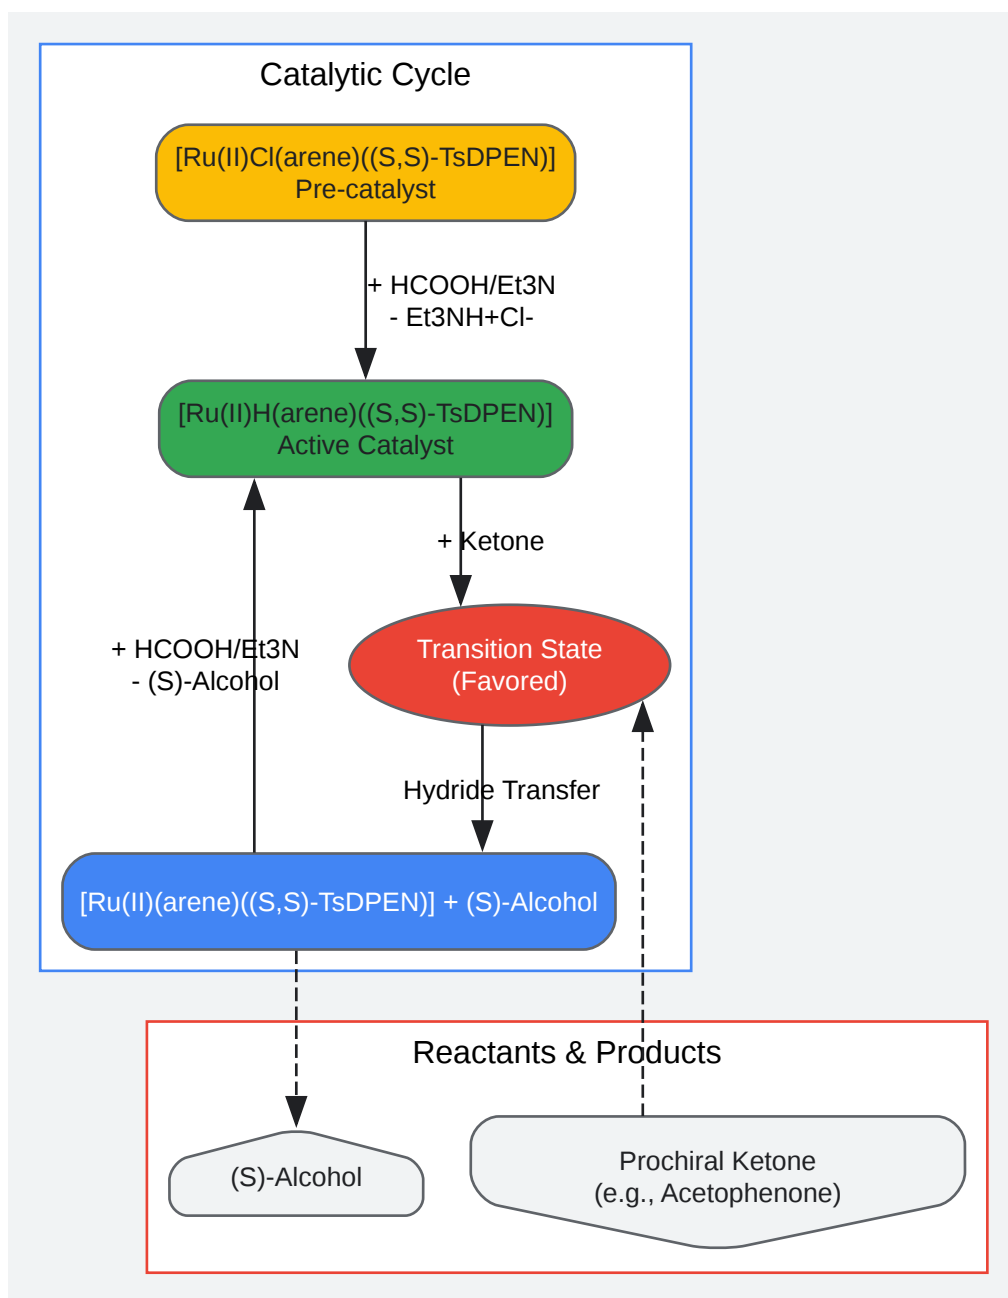 Catalytic Cycle
[Ru(II)Cl(arene)((S,S)-TsDPEN)]
Pre-catalyst
+ HCOOH/Et3N
- Et3NH+Cl-
[Ru(II)H(arene)((S,S)-TsDPEN)]
Active Catalyst
+ Ketone
+ HCOOH/Et3N
- (S)-Alcohol
Transition State
(Favored)
Hydride Transfer
[Ru(II)(arene)((S,S)-TsDPEN)] + (S)-Alcohol
Reactants & Products
(S)-Alcohol
Prochiral Ketone
(e.g., Acetophenone)